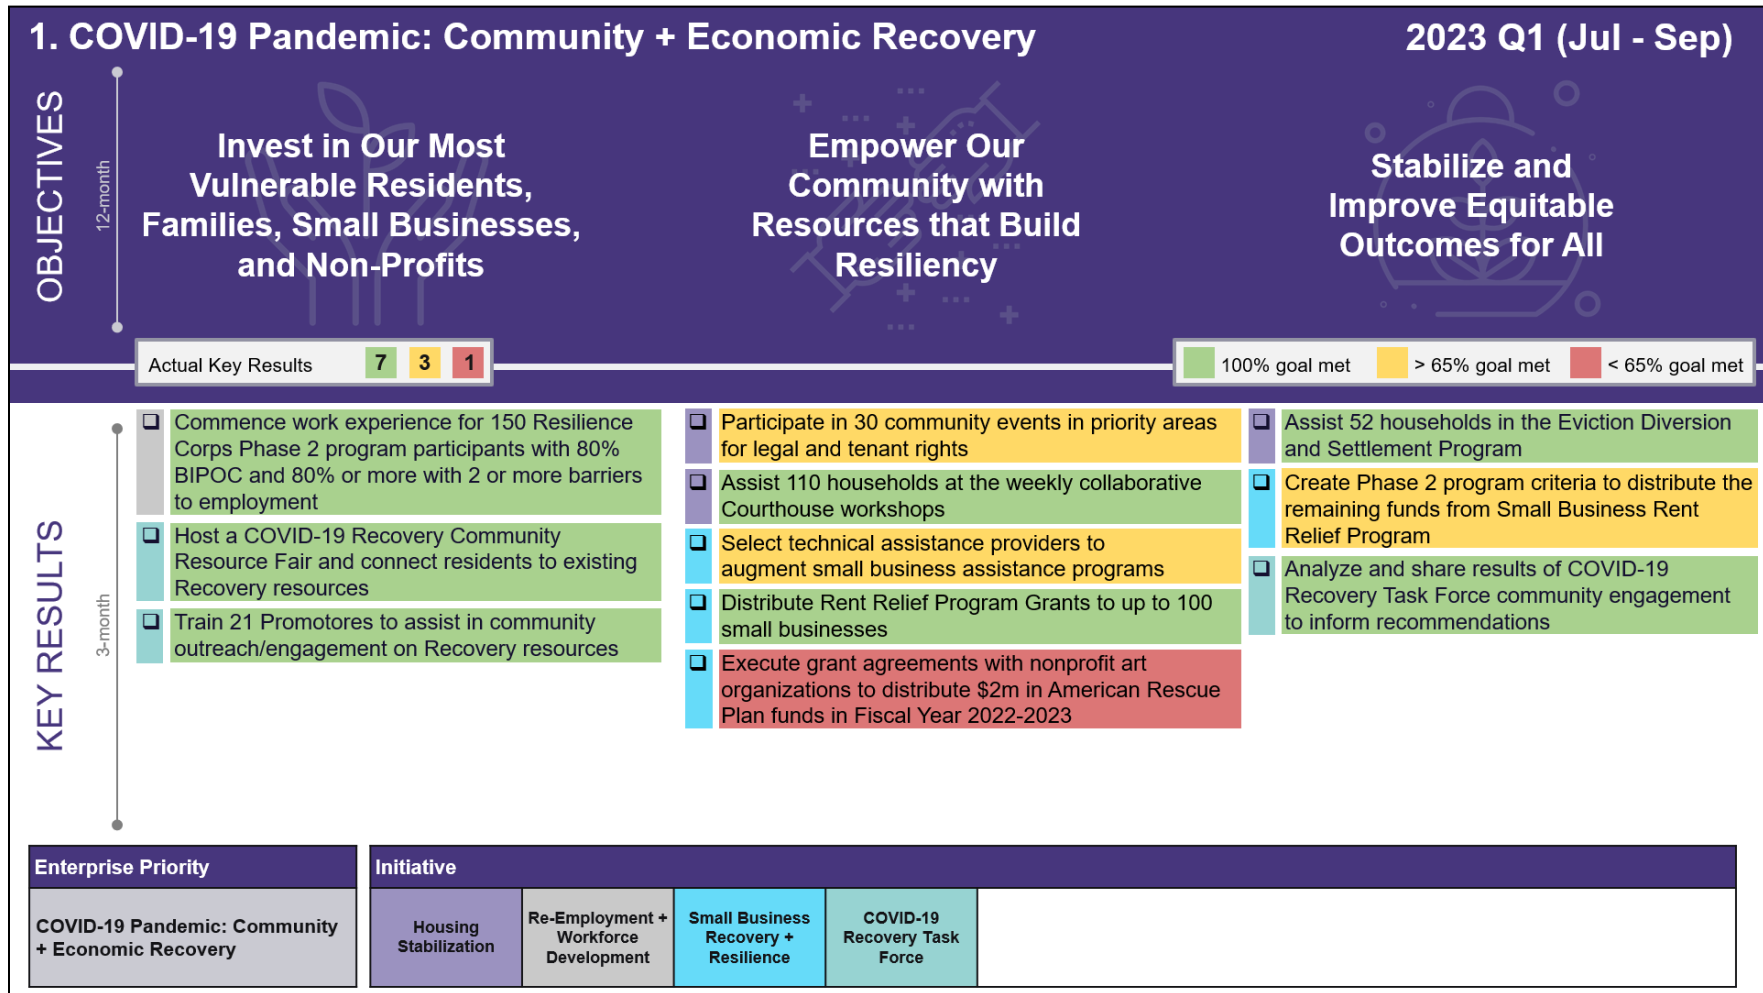 1. COVID-19 Pandemic: Community + Economic Recovery
2023 Q1 (Jul - Sep)
OBJECTIVES
12-month
Invest in Our Most
Vulnerable Residents,
Families, Small Businesses,
and Non-Profits
Empower Our
Community with
Resources that Build
Resiliency
Stabilize and
Improve Equitable
Outcomes for All
Actual Key Results 7 3 1
100% goal met > 65% goal met < 65% goal met
KEY RESULTS
3-month
Commence work experience for 150 Resilience
Corps Phase 2 program participants with 80%
BIPOC and 80% or more with 2 or more barriers
to employment
Host a COVID-19 Recovery Community
Resource Fair and connect residents to existing
Recovery resources
Train 21 Promotores to assist in community
outreach/engagement on Recovery resources
Participate in 30 community events in priority areas
for legal and tenant rights
Assist 110 households at the weekly collaborative
Courthouse workshops
Select technical assistance providers to
augment small business assistance programs
Distribute Rent Relief Program Grants to up to 100
small businesses
Execute grant agreements with nonprofit art
organizations to distribute $2m in American Rescue
Plan funds in Fiscal Year 2022-2023
Assist 52 households in the Eviction Diversion
and Settlement Program
Create Phase 2 program criteria to distribute the
remaining funds from Small Business Rent
Relief Program
Analyze and share results of COVID-19
Recovery Task Force community engagement
to inform recommendations
Enterprise Priority
COVID-19 Pandemic: Community
+ Economic Recovery
Initiative
Housing
Stabilization
Re-Employment +
Workforce
Development
Small Business
Recovery +
Resilience
COVID-19
Recovery Task
Force